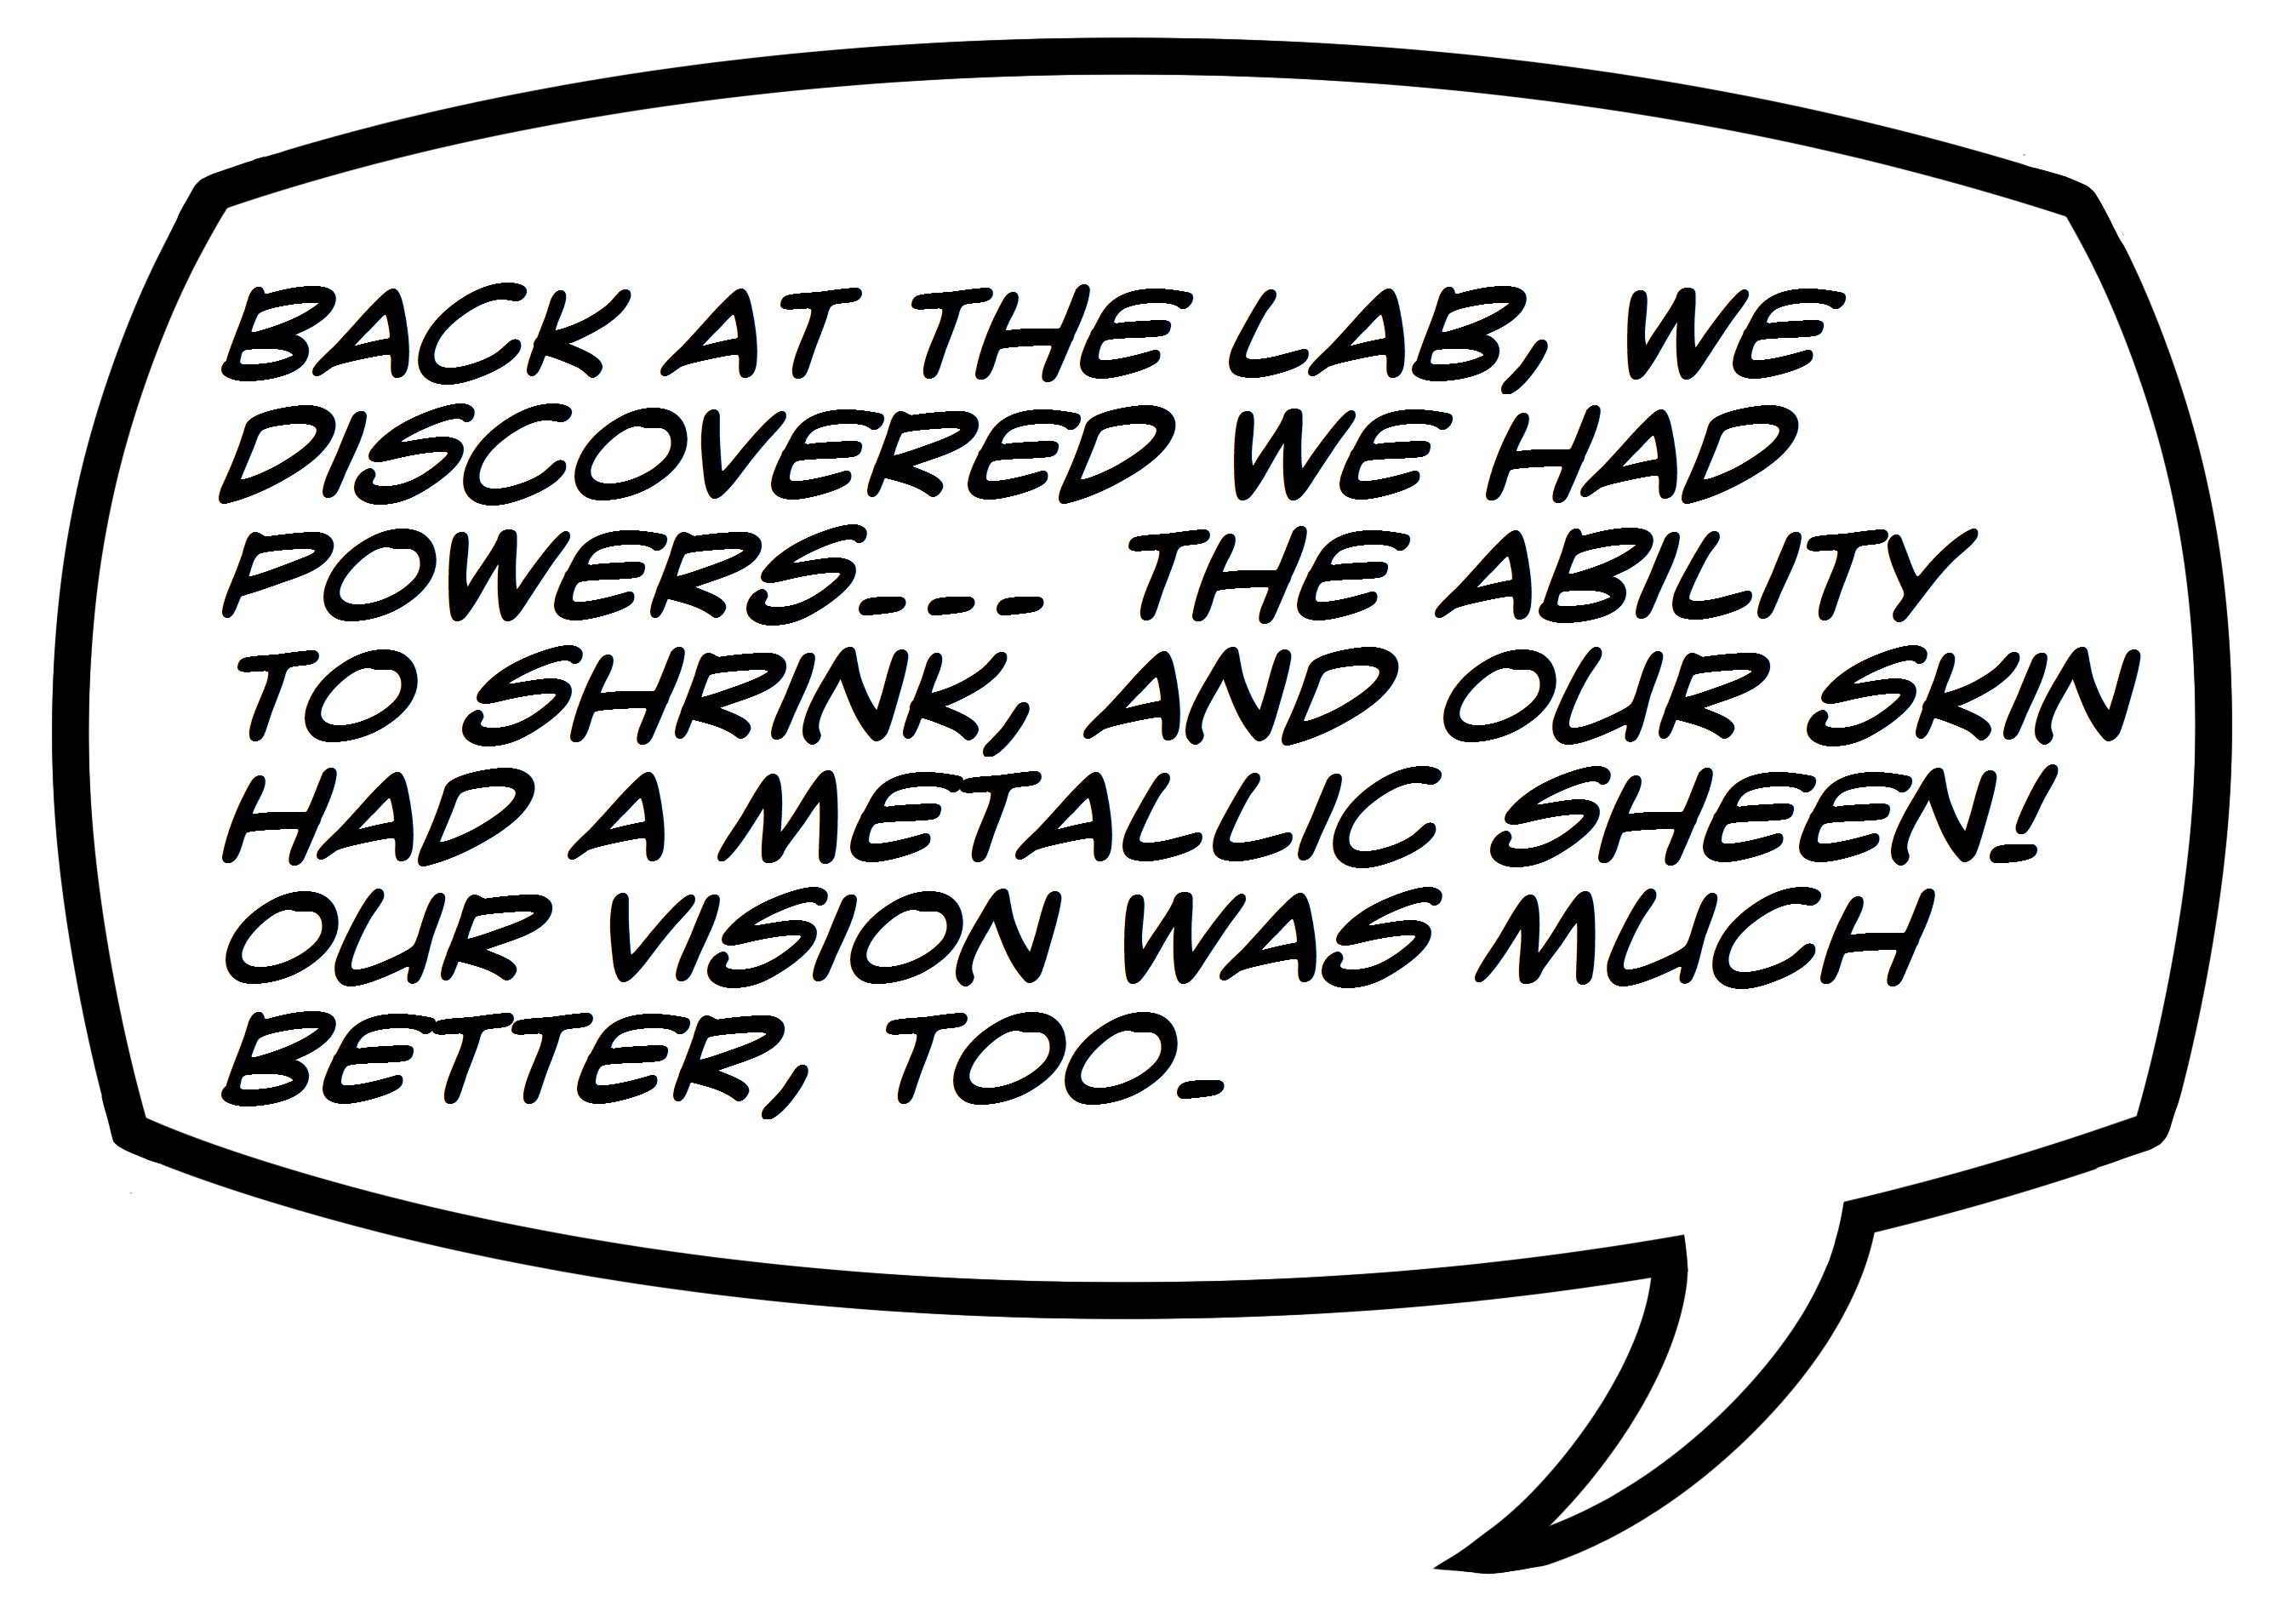 BACK AT THE LAB, WE
DISCOVERED WE HAD
POWERS... THE ABILITY
TO SHRINK, AND OUR SKIN
HAD A METALLIC SHEEN!
OUR VISION WAS MUCH
BETTER, TOO.